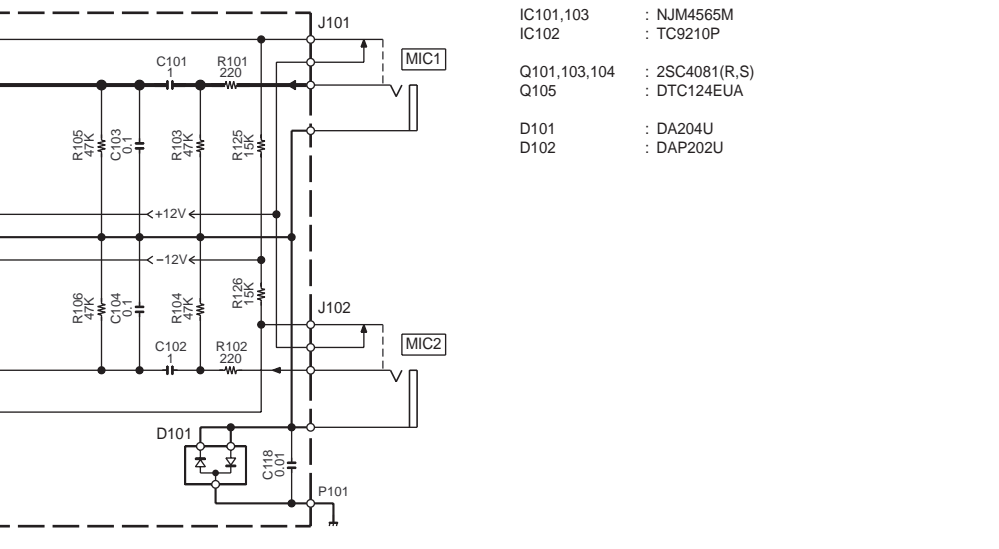 J101
MIC1
C101
1
R101
220
R105
47K
C103
0.1
R103
47K
R125
15K
+12V
−12V
R106
47K
C104
0.1
R104
47K
R126
15K
J102
MIC2
C102
1
R102
220
D101
C118
0.01
P101
IC101,103 : NJM4565M
IC102 : TC9210P
Q101,103,104 : 2SC4081(R,S)
Q105 : DTC124EUA
D101 : DA204U
D102 : DAP202U